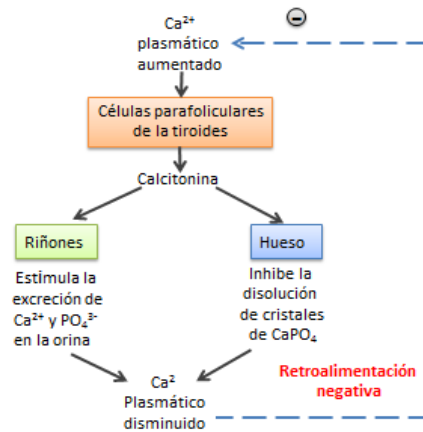 Ca²⁺
plasmático
aumentado
⊖
Células parafoliculares
de la tiroides
Calcitonina
Riñones
Estimula la
excreción de
Ca²⁺ y PO₄³⁻
en la orina
Hueso
Inhibe la
disolución
de cristales
de CaPO₄
Ca²
Plasmático
disminuido
Retroalimentación
negativa